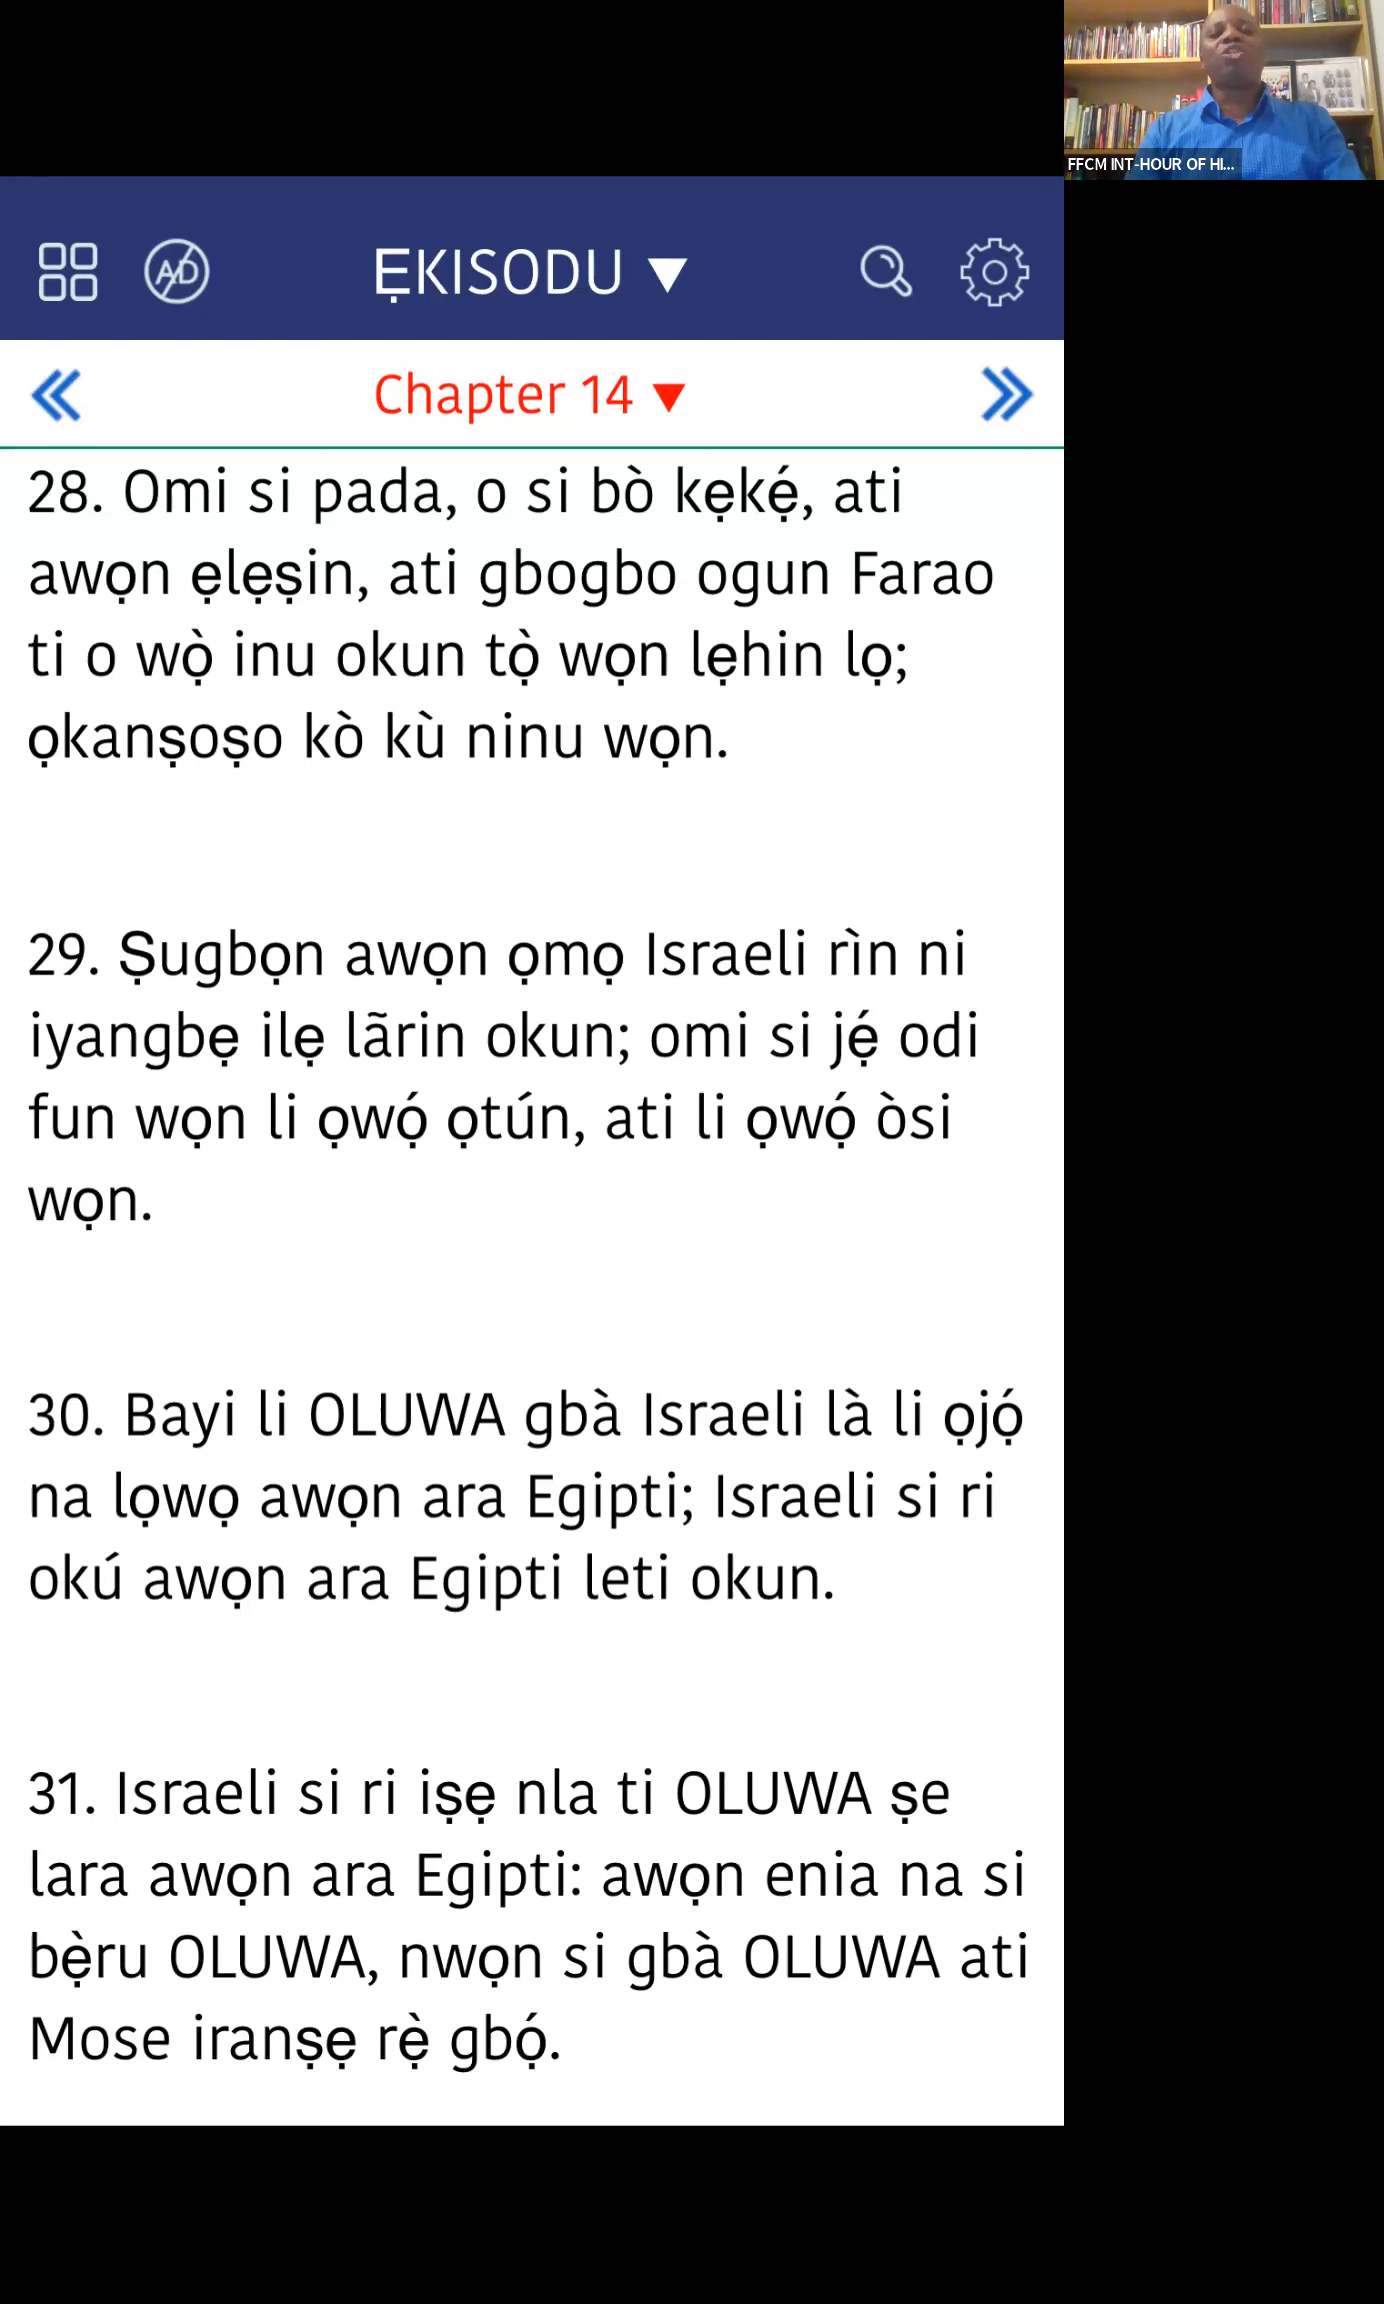 FFCM INT-HOUR OF HI...
AD
ẸKISODU ▼
Chapter 14 ▼
28. Omi si pada, o si bò kẹkẹ́, ati
awọn ẹlẹṣin, ati gbogbo ogun Farao
ti o wọ̀ inu okun tọ̀ wọn lẹhin lọ;
ọkanṣoṣo kò kù ninu wọn.
29. Ṣugbọn awọn ọmọ Israeli rìn ni
iyangbẹ ilẹ lãrin okun; omi si jẹ́ odi
fun wọn li ọwọ́ ọtún, ati li ọwọ́ òsi
wọn.
30. Bayi li OLUWA gbà Israeli là li ọjọ́
na lọwọ awọn ara Egipti; Israeli si ri
okú awọn ara Egipti leti okun.
31. Israeli si ri iṣẹ nla ti OLUWA ṣe
lara awọn ara Egipti: awọn enia na si
bẹ̀ru OLUWA, nwọn si gbà OLUWA ati
Mose iranṣẹ rẹ̀ gbọ́.